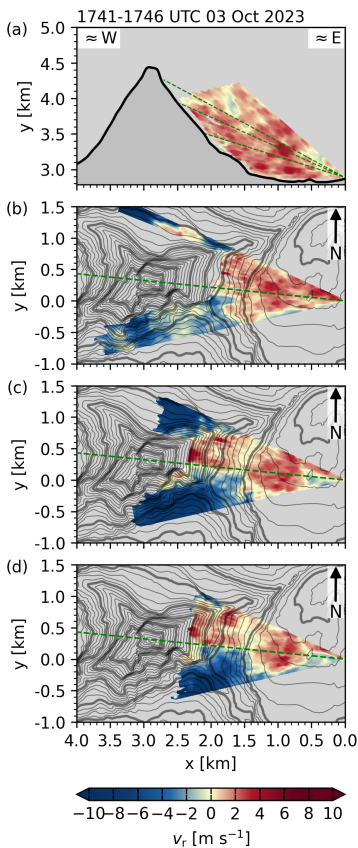 1741-1746 UTC 03 Oct 2023
(a)
≈ W
≈ E
y [km]
5.0
4.5
4.0
3.5
3.0
(b)
N
y [km]
1.5
1.0
0.5
0.0
-0.5
-1.0
(c)
N
y [km]
1.5
1.0
0.5
0.0
-0.5
-1.0
(d)
N
y [km]
1.5
1.0
0.5
0.0
-0.5
-1.0
4.0 3.5 3.0 2.5 2.0 1.5 1.0 0.5 0.0
x [km]
−10−8 −6 −4 −2 0 2 4 6 8 10
vr [m s−1]